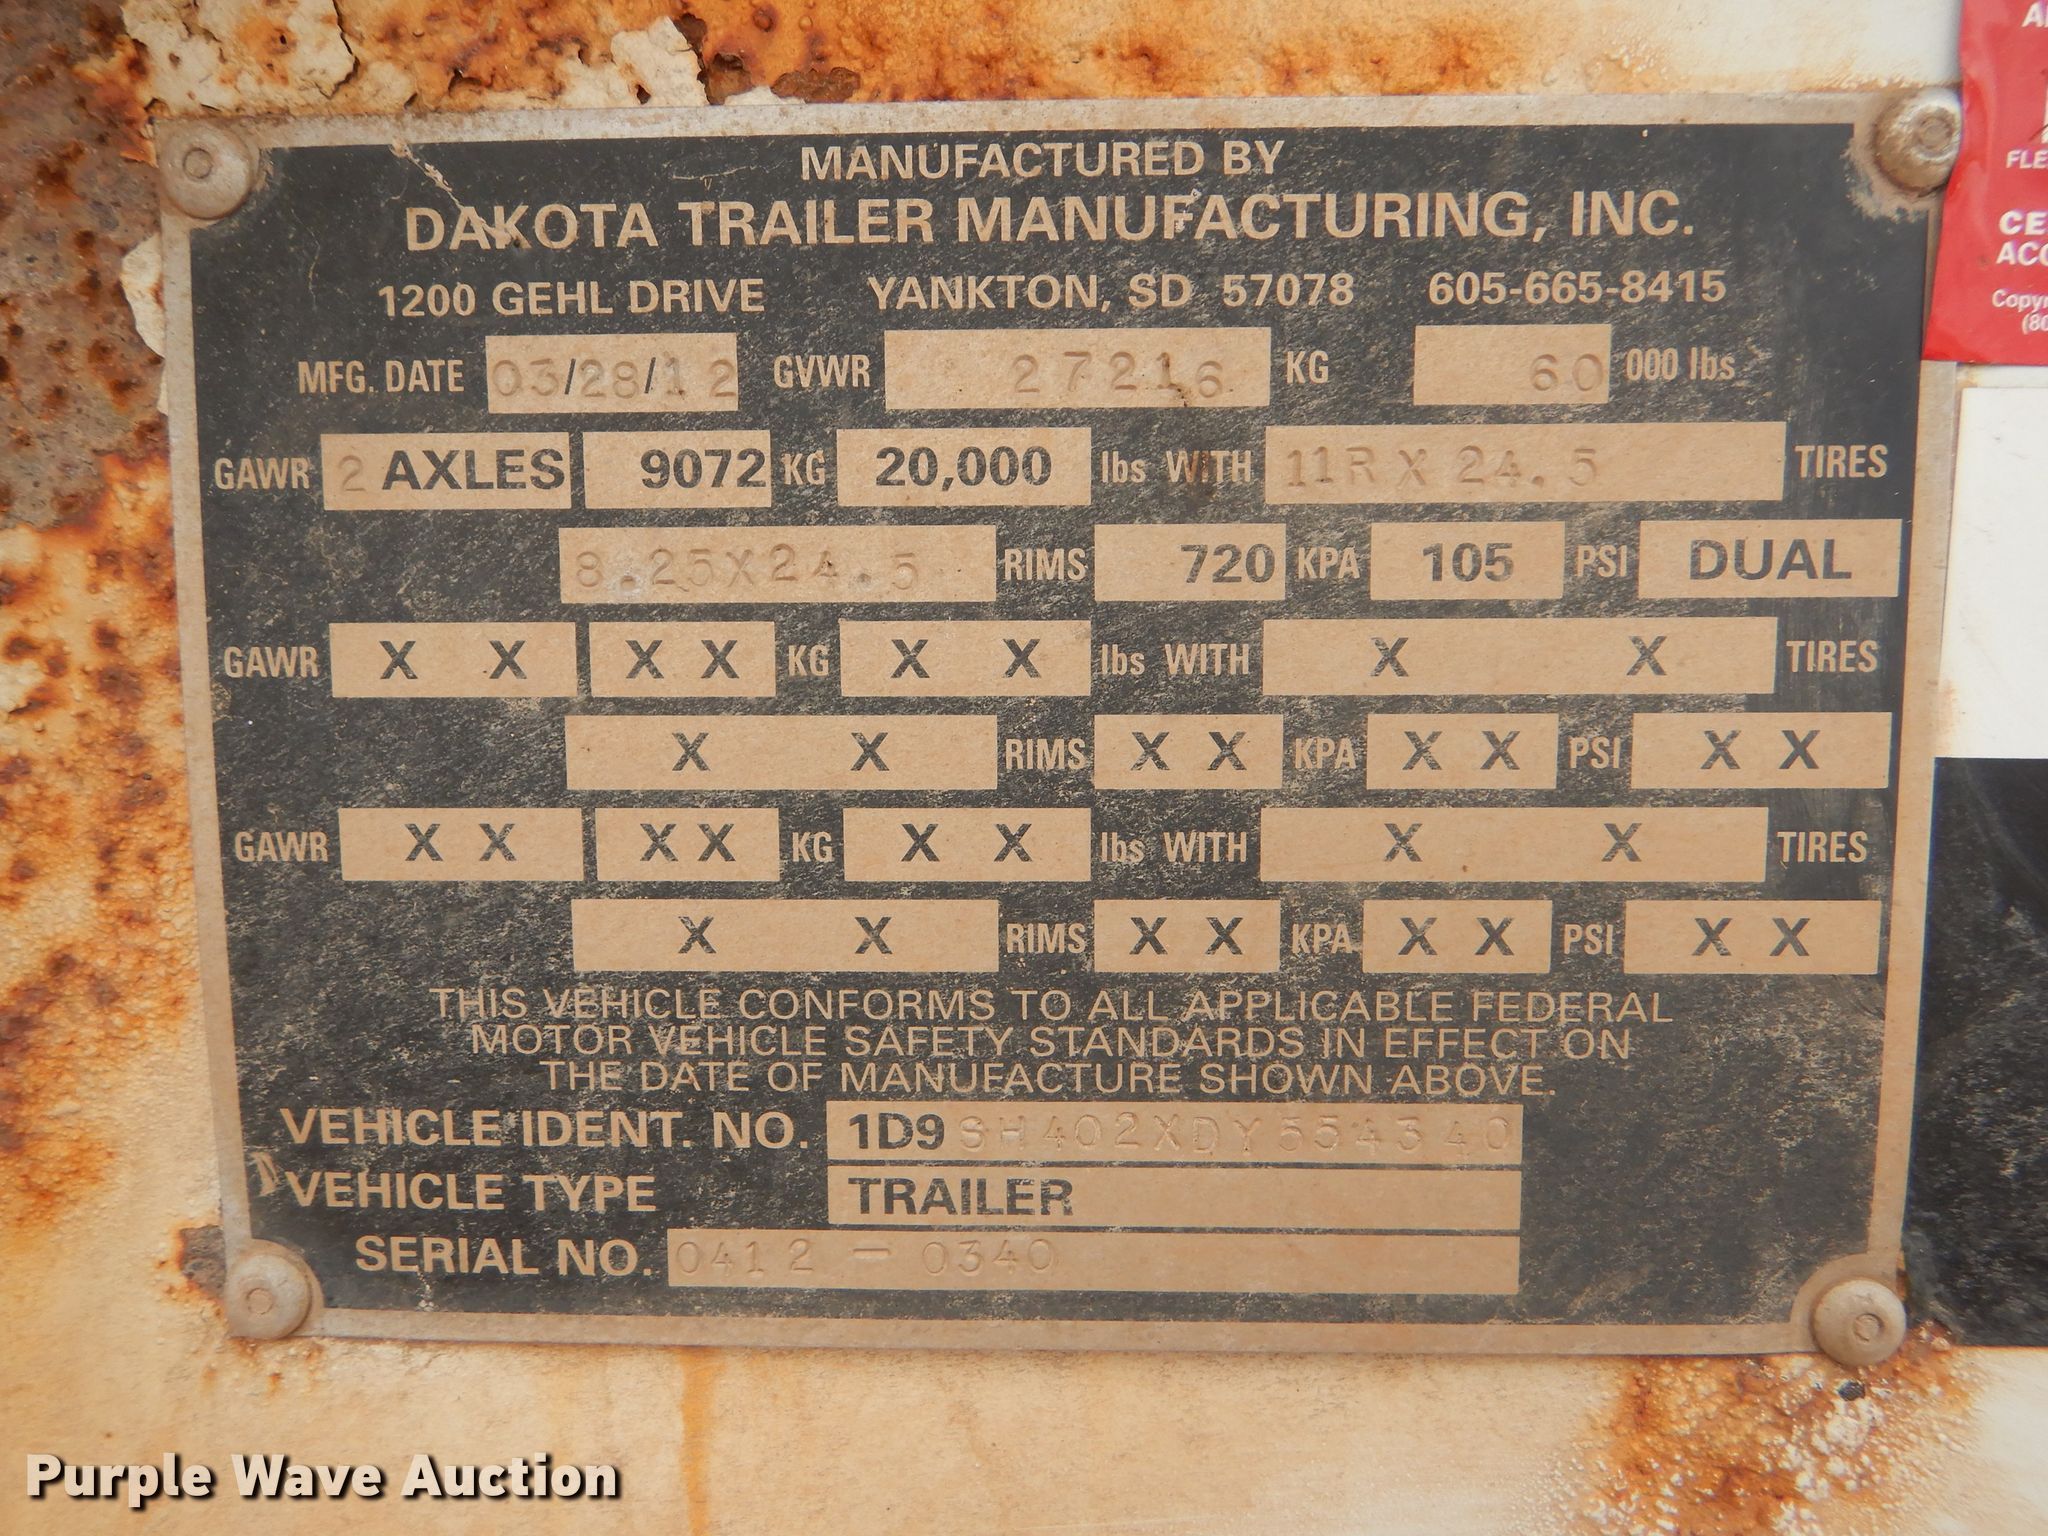 MANUFACTURED BY
DAKOTA TRAILER MANUFACTURING, INC.
1200 GEHL DRIVE YANKTON, SD 57078 605-665-8415
MFG. DATE 03/28/12 GVWR 27216 KG 60 000 lbs
GAWR 2 AXLES 9072 KG 20,000 lbs WITH 11R X 24.5 TIRES
8.25X24.5 RIMS 720 KPA 105 PSI DUAL
GAWR X X X X KG X X lbs WITH X X TIRES
X X RIMS X X KPA X X PSI X X
GAWR X X X X KG X X lbs WITH X X TIRES
X X RIMS X X KPA X X PSI X X
THIS VEHICLE CONFORMS TO ALL APPLICABLE FEDERAL
MOTOR VEHICLE SAFETY STANDARDS IN EFFECT ON
THE DATE OF MANUFACTURE SHOWN ABOVE.
VEHICLE IDENT. NO. 1D9SH402XDY554340
VEHICLE TYPE TRAILER
SERIAL NO. 0412 - 0340
Purple Wave Auction